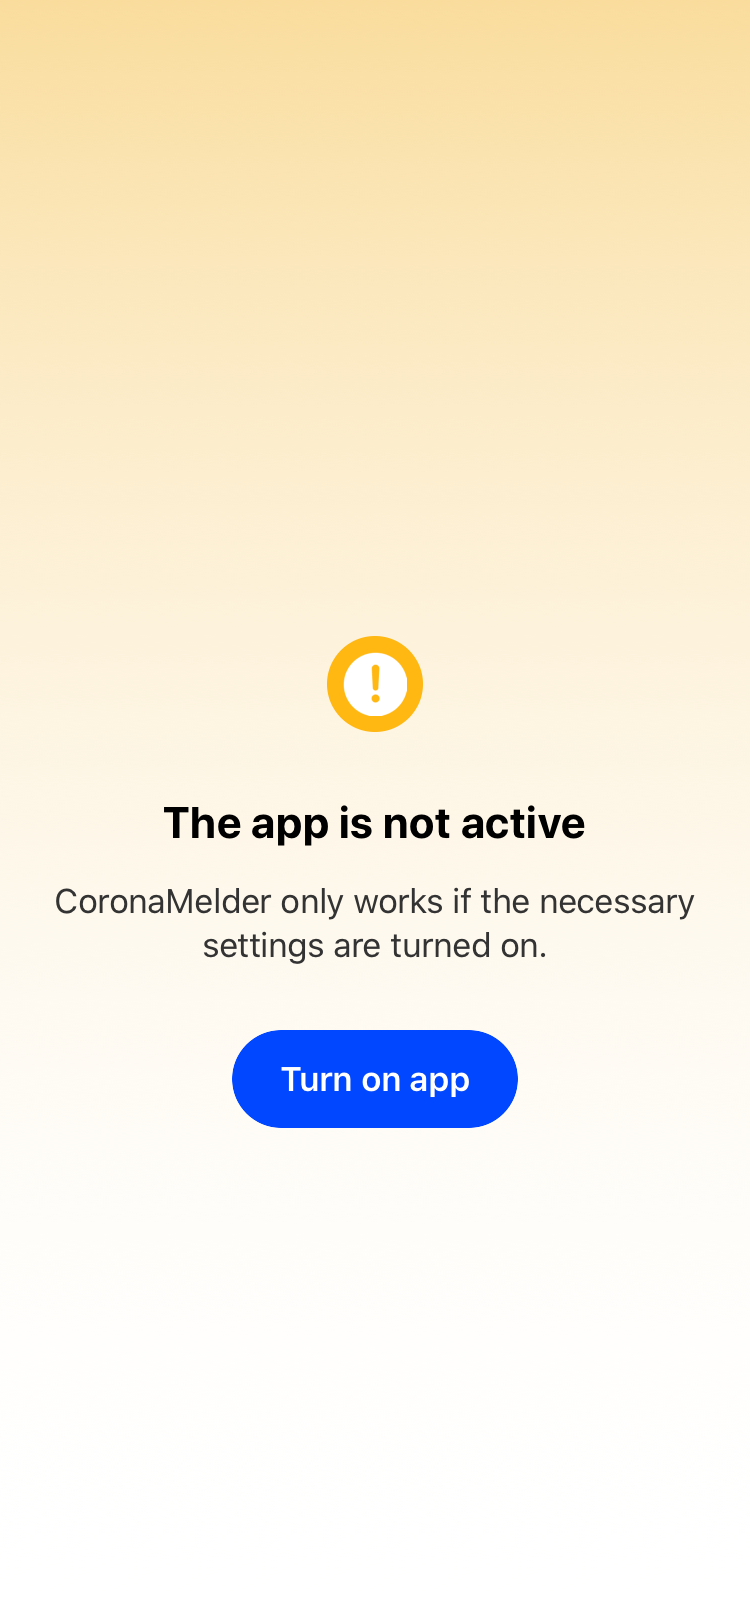 The app is not active
CoronaMelder only works if the necessary
settings are turned on.
Turn on app